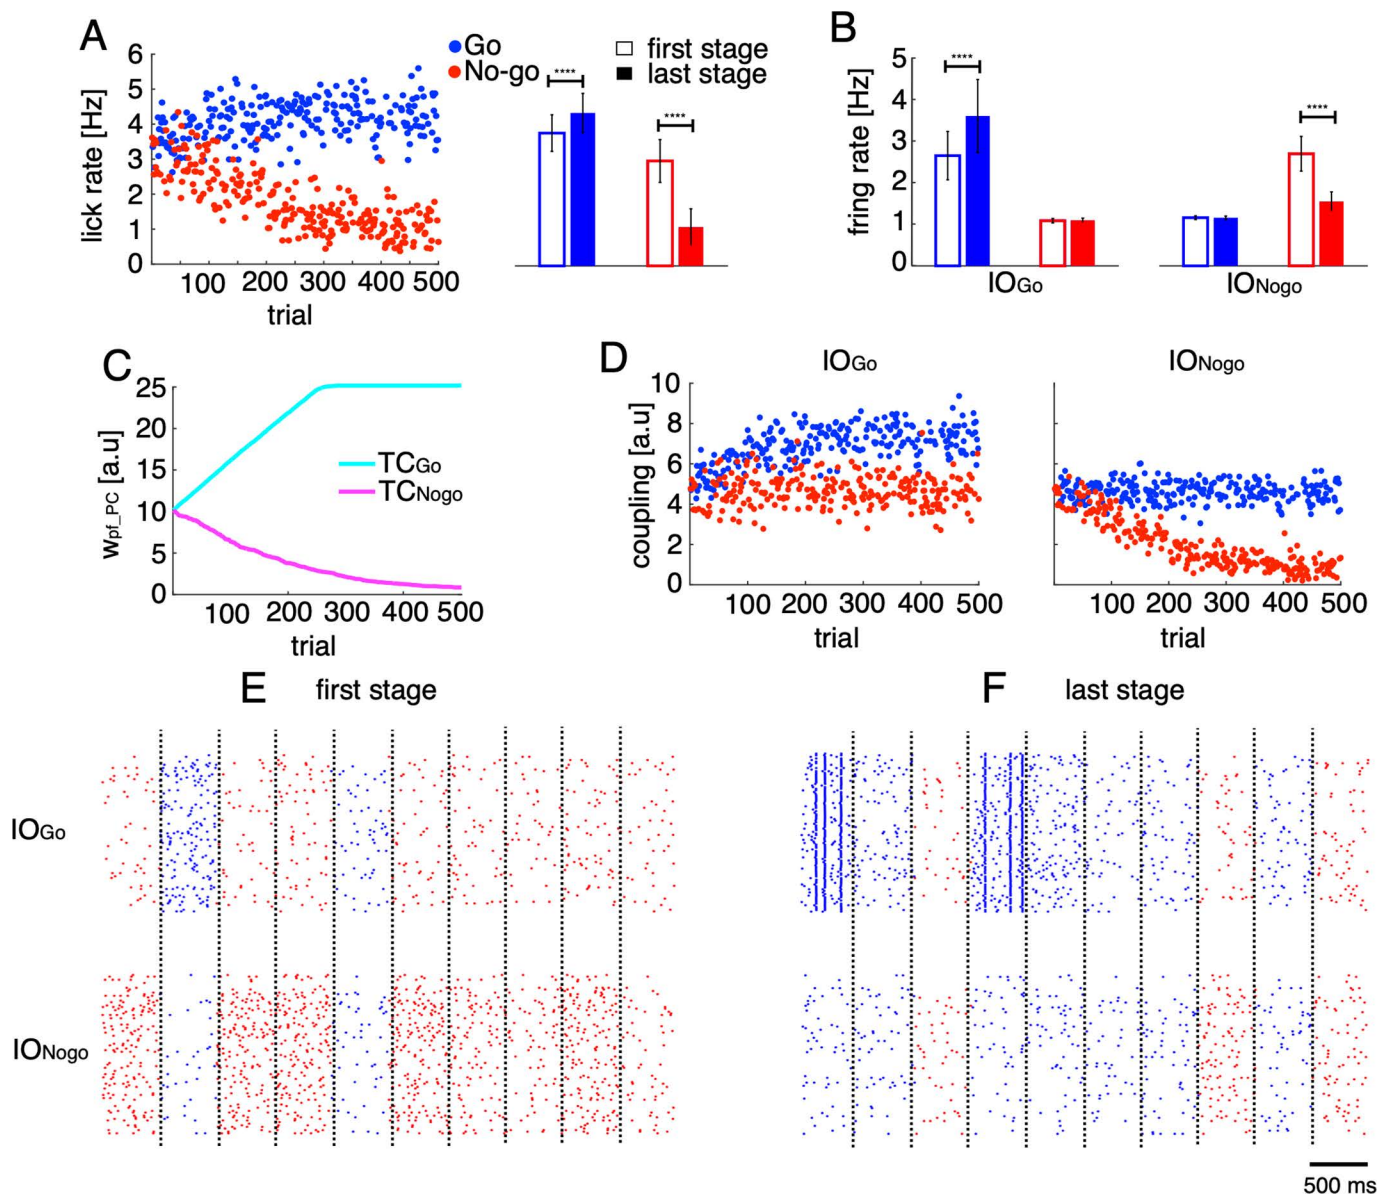 A
B
Go
No-go
first stage
last stage
****
****
****
****
lick rate [Hz]
6
5
4
3
2
1
0
100 200 300 400 500
trial
fring rate [Hz]
5
4
3
2
1
0
IOGo
IONogo
C
wpf_PC [a.u]
25
20
15
10
5
0
TCGo
TCNogo
100 200 300 400 500
trial
D
IOGo
IONogo
coupling [a.u]
10
8
6
4
2
0
100 200 300 400 500
trial
100 200 300 400 500
trial
E first stage
F last stage
IOGo
IONogo
500 ms